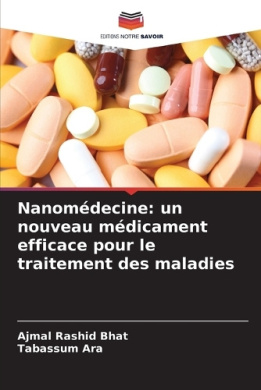 EDITIONS NOTRE SAVOIR
Nanomédecine: un
nouveau médicament
efficace pour le
traitement des maladies
Ajmal Rashid Bhat
Tabassum Ara